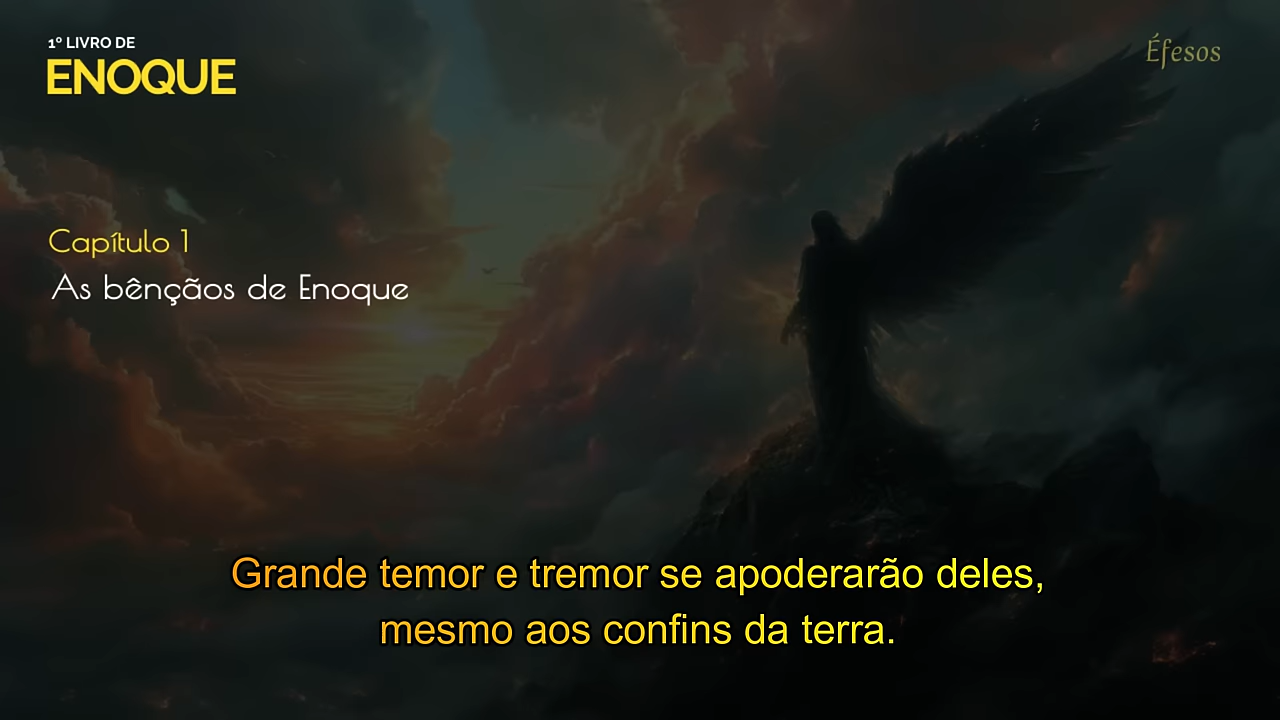 1º LIVRO DE
ENOQUE
Éfesos
Capítulo 1
As bênçãos de Enoque
Grande temor e tremor se apoderarão deles,
mesmo aos confins da terra.